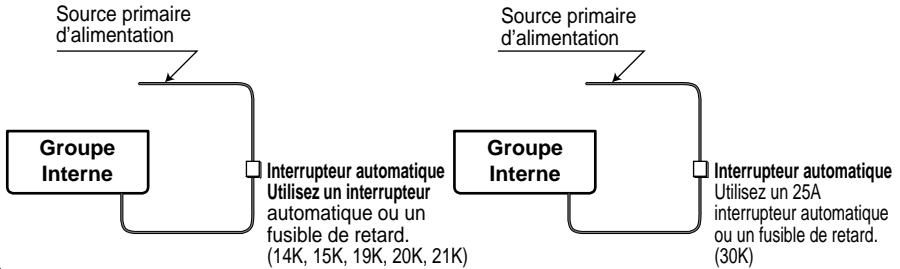 Source primaire
d'alimentation
Groupe
Interne
Interrupteur automatique
Utilisez un interrupteur
automatique ou un
fusible de retard.
(14K, 15K, 19K, 20K, 21K)
Source primaire
d'alimentation
Groupe
Interne
Interrupteur automatique
Utilisez un 25A
interrupteur automatique
ou un fusible de retard.
(30K)